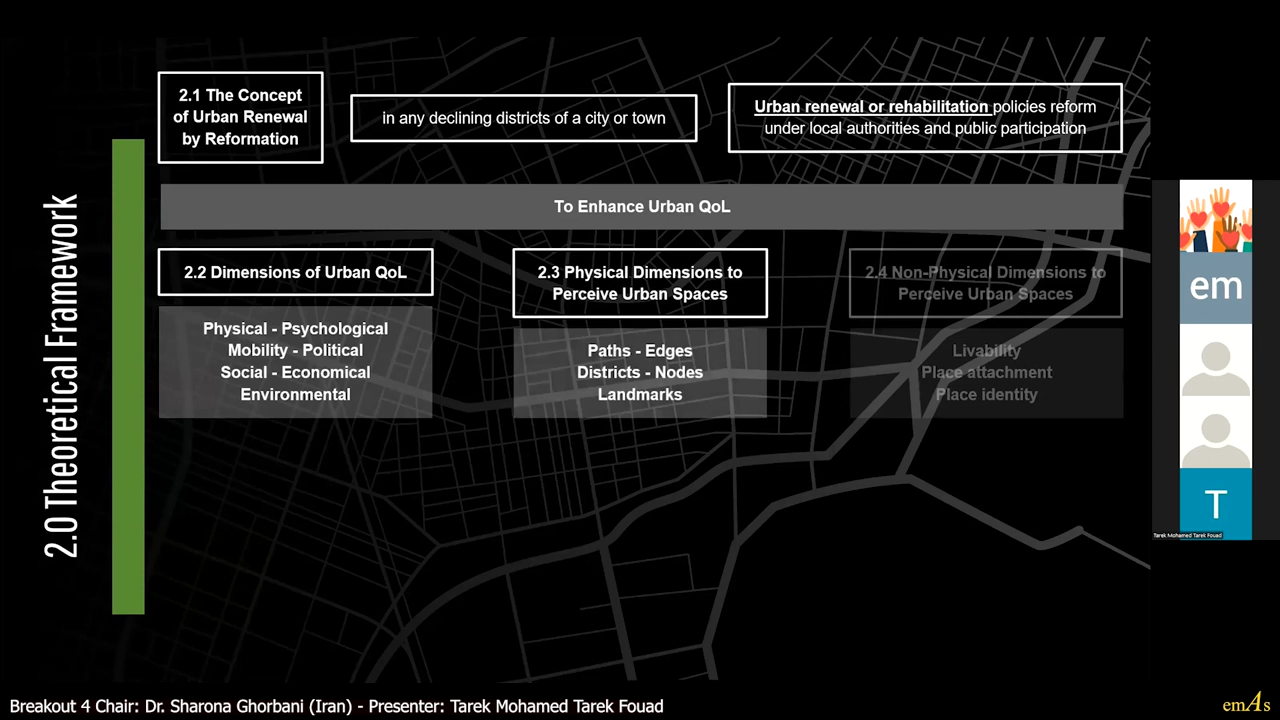 2.0 Theoretical Framework
2.1 The Concept
of Urban Renewal
by Reformation
in any declining districts of a city or town
Urban renewal or rehabilitation policies reform
under local authorities and public participation
To Enhance Urban QoL
2.2 Dimensions of Urban QoL
Physical - Psychological
Mobility - Political
Social - Economical
Environmental
2.3 Physical Dimensions to
Perceive Urban Spaces
Paths - Edges
Districts - Nodes
Landmarks
2.4 Non-Physical Dimensions to
Perceive Urban Spaces
Livability
Place attachment
Place identity
em
T
Tarek Mohamed Tarek Fouad
Breakout 4 Chair: Dr. Sharona Ghorbani (Iran) - Presenter: Tarek Mohamed Tarek Fouad
emAs